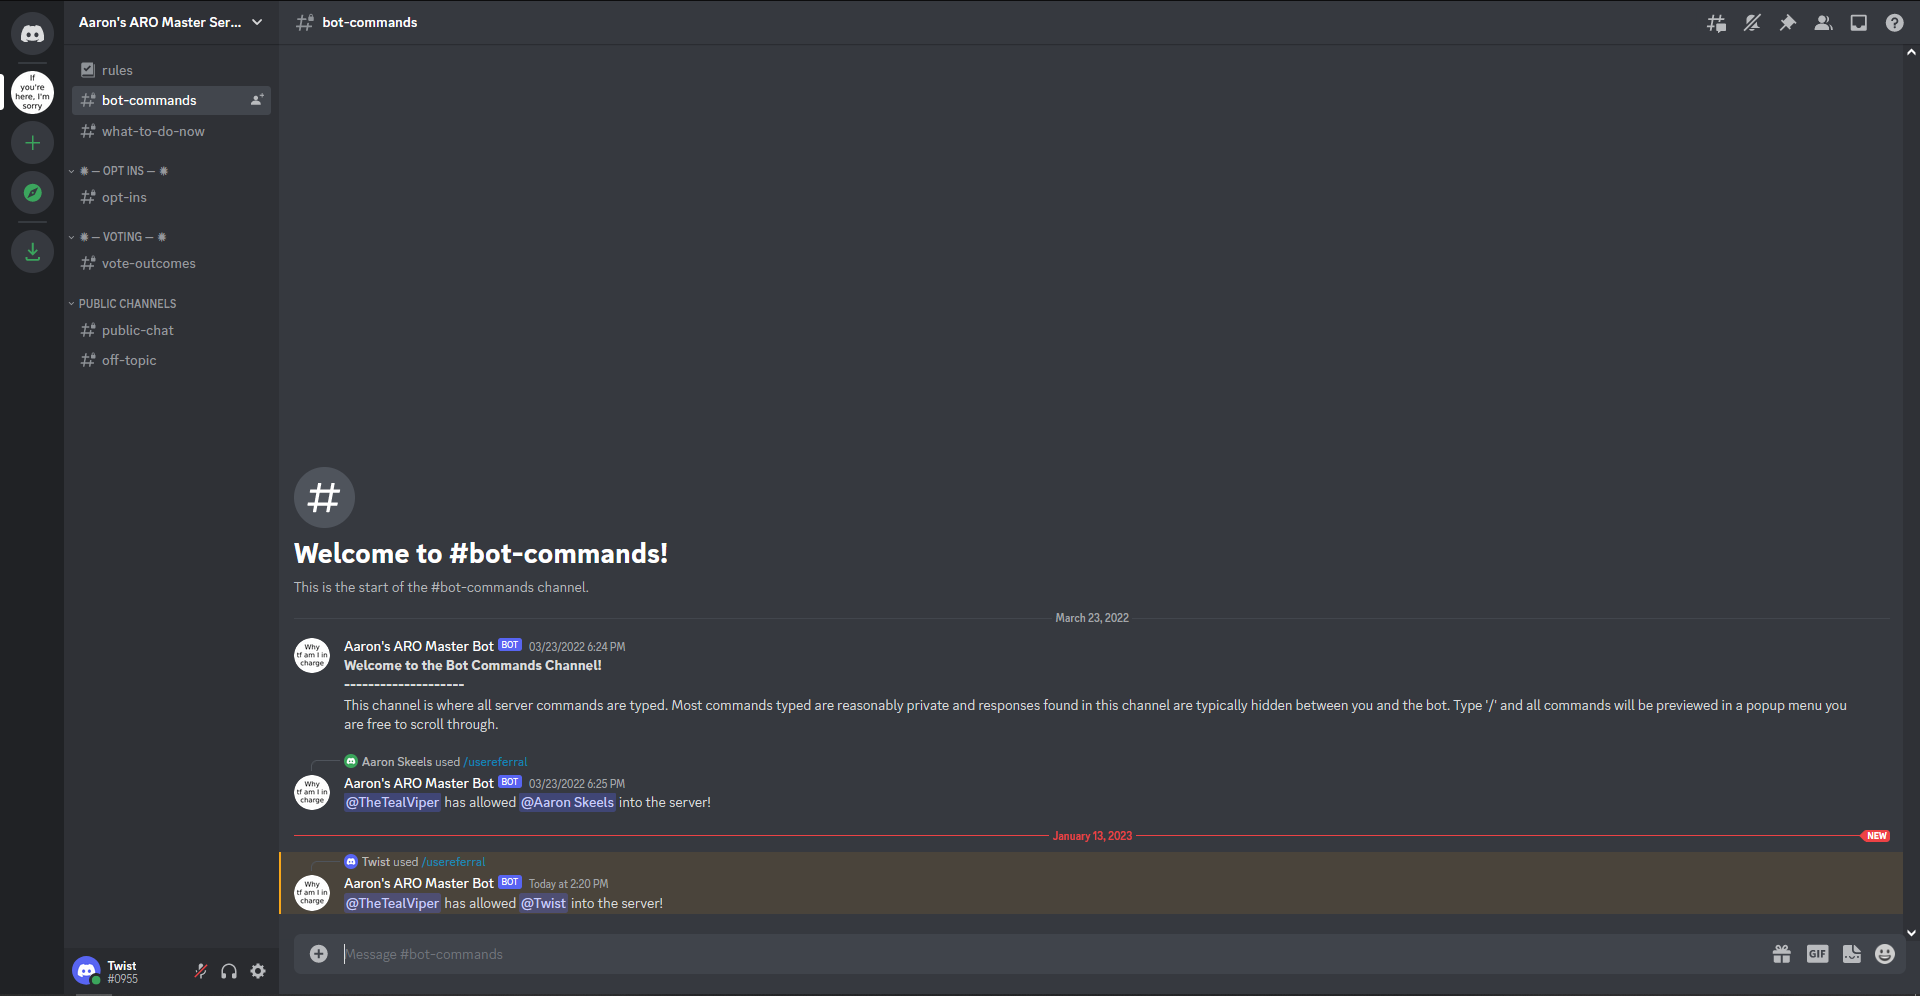 Aaron's ARO Master Ser...
bot-commands
If
you're
here, I'm
sorry
rules
bot-commands
what-to-do-now
✹ — OPT INS — ✹
opt-ins
✹ — VOTING — ✹
vote-outcomes
PUBLIC CHANNELS
public-chat
off-topic
Twist
#0955
#
Welcome to #bot-commands!
This is the start of the #bot-commands channel.
March 23, 2022
Why
tf am I in
charge
Aaron's ARO Master Bot BOT 03/23/2022 6:24 PM
Welcome to the Bot Commands Channel!
--------------------
This channel is where all server commands are typed. Most commands typed are reasonably private and responses found in this channel are typically hidden between you and the bot. Type '/' and all commands will be previewed in a popup menu you
are free to scroll through.
Aaron Skeels used /usereferral
Why
tf am I in
charge
Aaron's ARO Master Bot BOT 03/23/2022 6:25 PM
@TheTealViper has allowed @Aaron Skeels into the server!
January 13, 2023 NEW
Twist used /usereferral
Why
tf am I in
charge
Aaron's ARO Master Bot BOT Today at 2:20 PM
@TheTealViper has allowed @Twist into the server!
Message #bot-commands
GIF